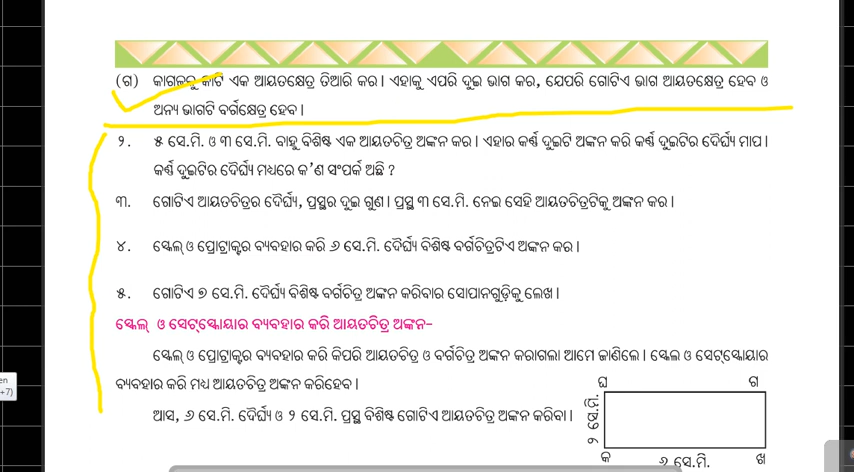 (ଗ) କାଗଜକୁ କାଟି ଏକ ଆୟତକ୍ଷେତ୍ର ତିଆରି କର। ଏହାକୁ ଏପରି ଦୁଇ ଭାଗ କର, ଯେପରି ଗୋଟିଏ ଭାଗ ଆୟତକ୍ଷେତ୍ର ହେବ ଓ
ଅନ୍ୟ ଭାଗଟି ବର୍ଗକ୍ଷେତ୍ର ହେବ।
୨. ୫ ସେ.ମି. ଓ ୩ ସେ.ମି. ବାହୁ ବିଶିଷ୍ଟ ଏକ ଆୟତଚିତ୍ର ଅଙ୍କନ କର। ଏହାର କର୍ଣ୍ଣ ଦୁଇଟି ଅଙ୍କନ କରି କର୍ଣ୍ଣ ଦୁଇଟିର ଦୈର୍ଘ୍ୟ ମାପ।
କର୍ଣ୍ଣ ଦୁଇଟିର ଦୈର୍ଘ୍ୟ ମଧ୍ୟରେ କ'ଣ ସଂପର୍କ ଅଛି ?
୩. ଗୋଟିଏ ଆୟତଚିତ୍ରର ଦୈର୍ଘ୍ୟ, ପ୍ରସ୍ଥର ଦୁଇ ଗୁଣ। ପ୍ରସ୍ଥ ୩ ସେ.ମି. ନେଇ ସେହି ଆୟତଚିତ୍ରଟିକୁ ଅଙ୍କନ କର।
୪. ସ୍କେଲ୍ ଓ ପ୍ରୋଟ୍ରାକ୍ଟର ବ୍ୟବହାର କରି ୬ ସେ.ମି. ଦୈର୍ଘ୍ୟ ବିଶିଷ୍ଟ ବର୍ଗଚିତ୍ରଟିଏ ଅଙ୍କନ କର।
୫. ଗୋଟିଏ ୭ ସେ.ମି. ଦୈର୍ଘ୍ୟ ବିଶିଷ୍ଟ ବର୍ଗଚିତ୍ର ଅଙ୍କନ କରିବାର ସୋପାନଗୁଡ଼ିକୁ ଲେଖ।
ସ୍କେଲ୍ ଓ ସେଟ୍‌ସ୍କୋୟାର ବ୍ୟବହାର କରି ଆୟତଚିତ୍ର ଅଙ୍କନ-
ସ୍କେଲ୍ ଓ ପ୍ରୋଟ୍ରାକ୍ଟର ବ୍ୟବହାର କରି କିପରି ଆୟତଚିତ୍ର ଓ ବର୍ଗଚିତ୍ର ଅଙ୍କନ କରାଗଲା ଆମେ ଜାଣିଲେ। ସ୍କେଲ ଓ ସେଟ୍‌ସ୍କୋୟାର
ବ୍ୟବହାର କରି ମଧ୍ୟ ଆୟତଚିତ୍ର ଅଙ୍କନ କରିହେବ।
ଆସ, ୬ ସେ.ମି. ଦୈର୍ଘ୍ୟ ଓ ୨ ସେ.ମି. ପ୍ରସ୍ଥ ବିଶିଷ୍ଟ ଗୋଟିଏ ଆୟତଚିତ୍ର ଅଙ୍କନ କରିବା।
ଘ ଗ
୨ ସେ.ମି.
କ ୬ ସେ.ମି. ଖ
en
+7)